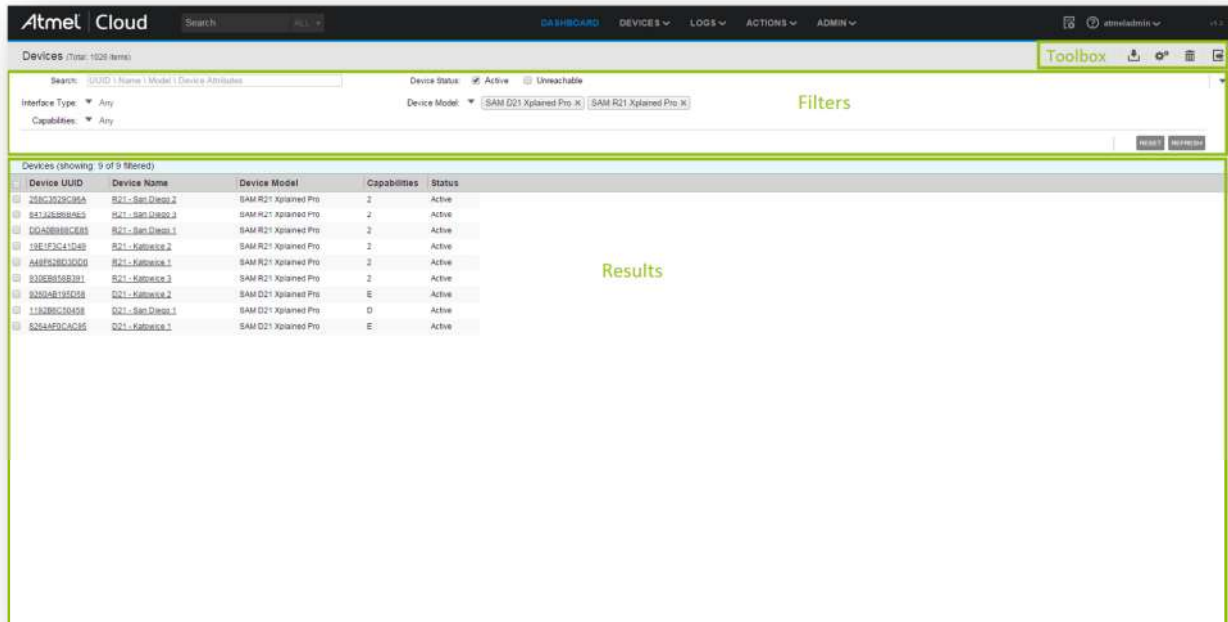 Atmel Cloud Search ALL DASHBOARD DEVICES LOGS ACTIONS ADMIN atmeladmin
Devices (Total: 1026 items) Toolbox
Search: UUID \ Name \ Model \ Device Attributes Device Status: Active Unreachable
Interface Type: Any Device Model: SAM D21 Xplained Pro x SAM R21 Xplained Pro x Filters
Capabilities: Any
RESET REFRESH
Devices (showing: 9 of 9 filtered)
Device UUID Device Name Device Model Capabilities Status
258C3529C96A R21 - San Diego 2 SAM R21 Xplained Pro 2 Active
R21 - San Diego 3 SAM R21 Xplained Pro 2 Active
R21 - San Diego 1 SAM R21 Xplained Pro 2 Active
19E1F3C41D49 R21 - Katowice 2 SAM R21 Xplained Pro 2 Active
A48F62BD3DD0 R21 - Katowice 1 SAM R21 Xplained Pro 2 Active
930EB858B391 R21 - Katowice 3 SAM R21 Xplained Pro 2 Active
Results
9260AB195D58 D21 - Katowice 2 SAM D21 Xplained Pro E Active
1192B6C50458 D21 - San Diego 1 SAM D21 Xplained Pro D Active
8264AF0CAC95 D21 - Katowice 1 SAM D21 Xplained Pro E Active